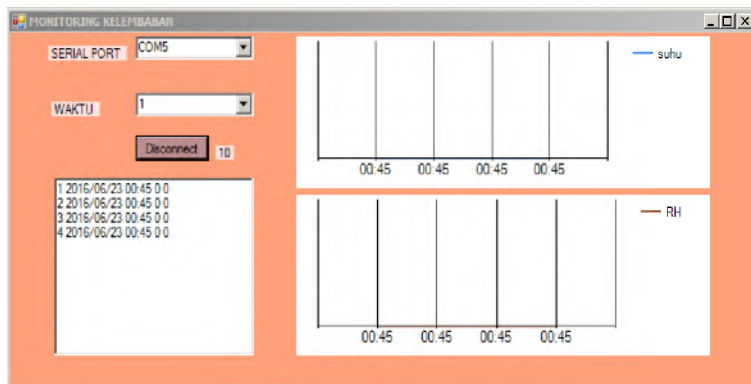 MONITORING KELEMBABAN
SERIAL PORT COM5
WAKTU 1
Disconnect 10
1 2016/06/23 00:45 0 0
2 2016/06/23 00:45 0 0
3 2016/06/23 00:45 0 0
4 2016/06/23 00:45 0 0
suhu
00:45 00:45 00:45 00:45
RH
00:45 00:45 00:45 00:45